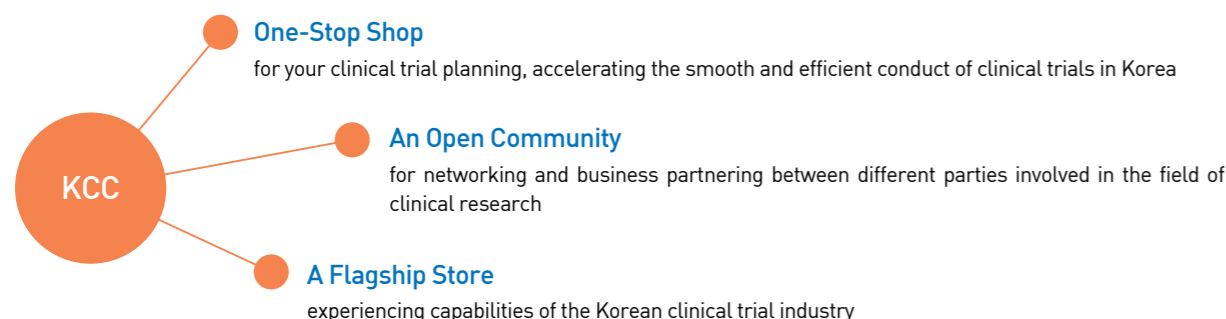 One-Stop Shop
for your clinical trial planning, accelerating the smooth and efficient conduct of clinical trials in Korea
An Open Community
for networking and business partnering between different parties involved in the field of
clinical research
KCC
A Flagship Store
experiencing capabilities of the Korean clinical trial industry